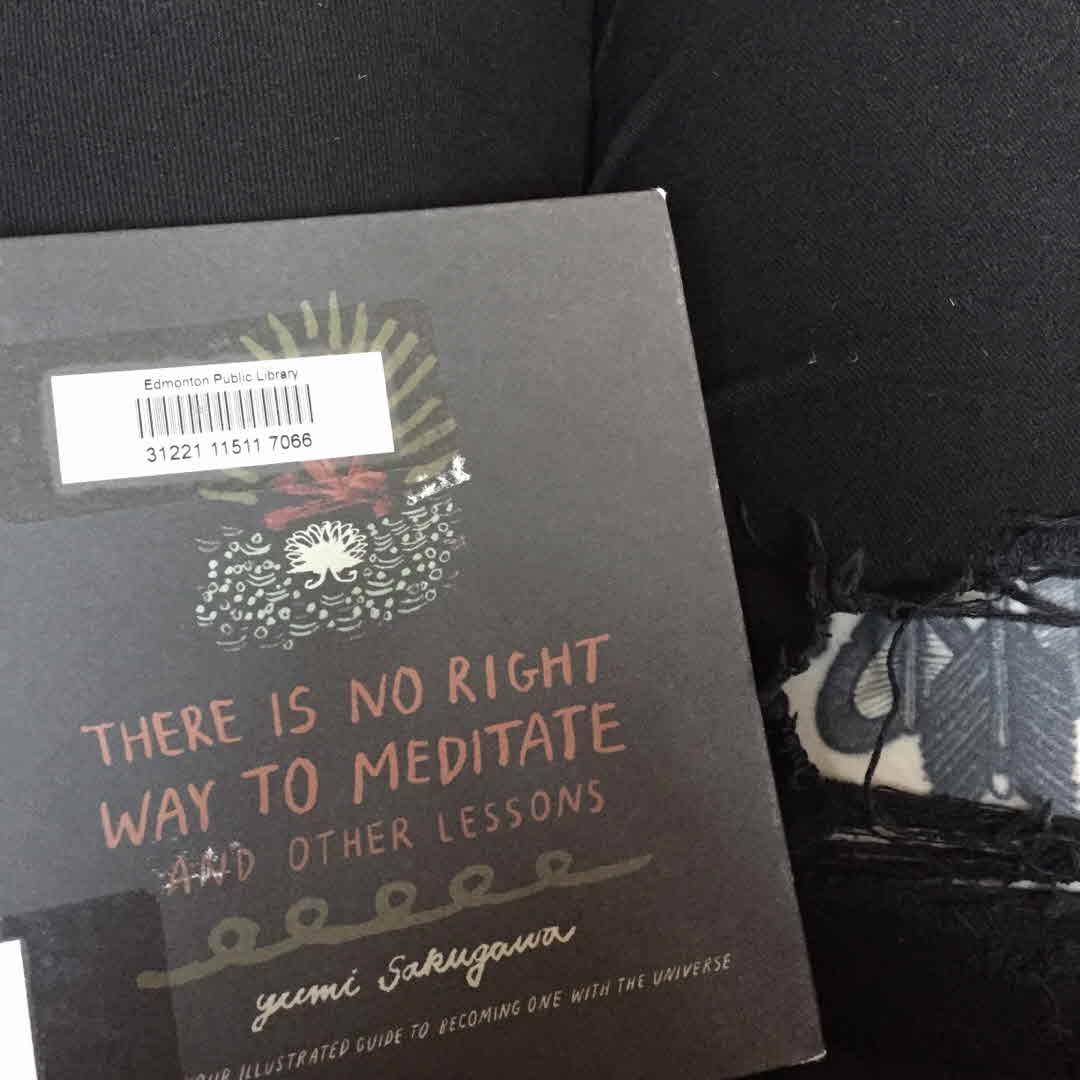 Edmonton Public Library
31221 11511 7066
THERE IS NO RIGHT
WAY TO MEDITATE
AND OTHER LESSONS
yumi Sakugawa
YOUR ILLUSTRATED GUIDE TO BECOMING ONE WITH THE UNIVERSE